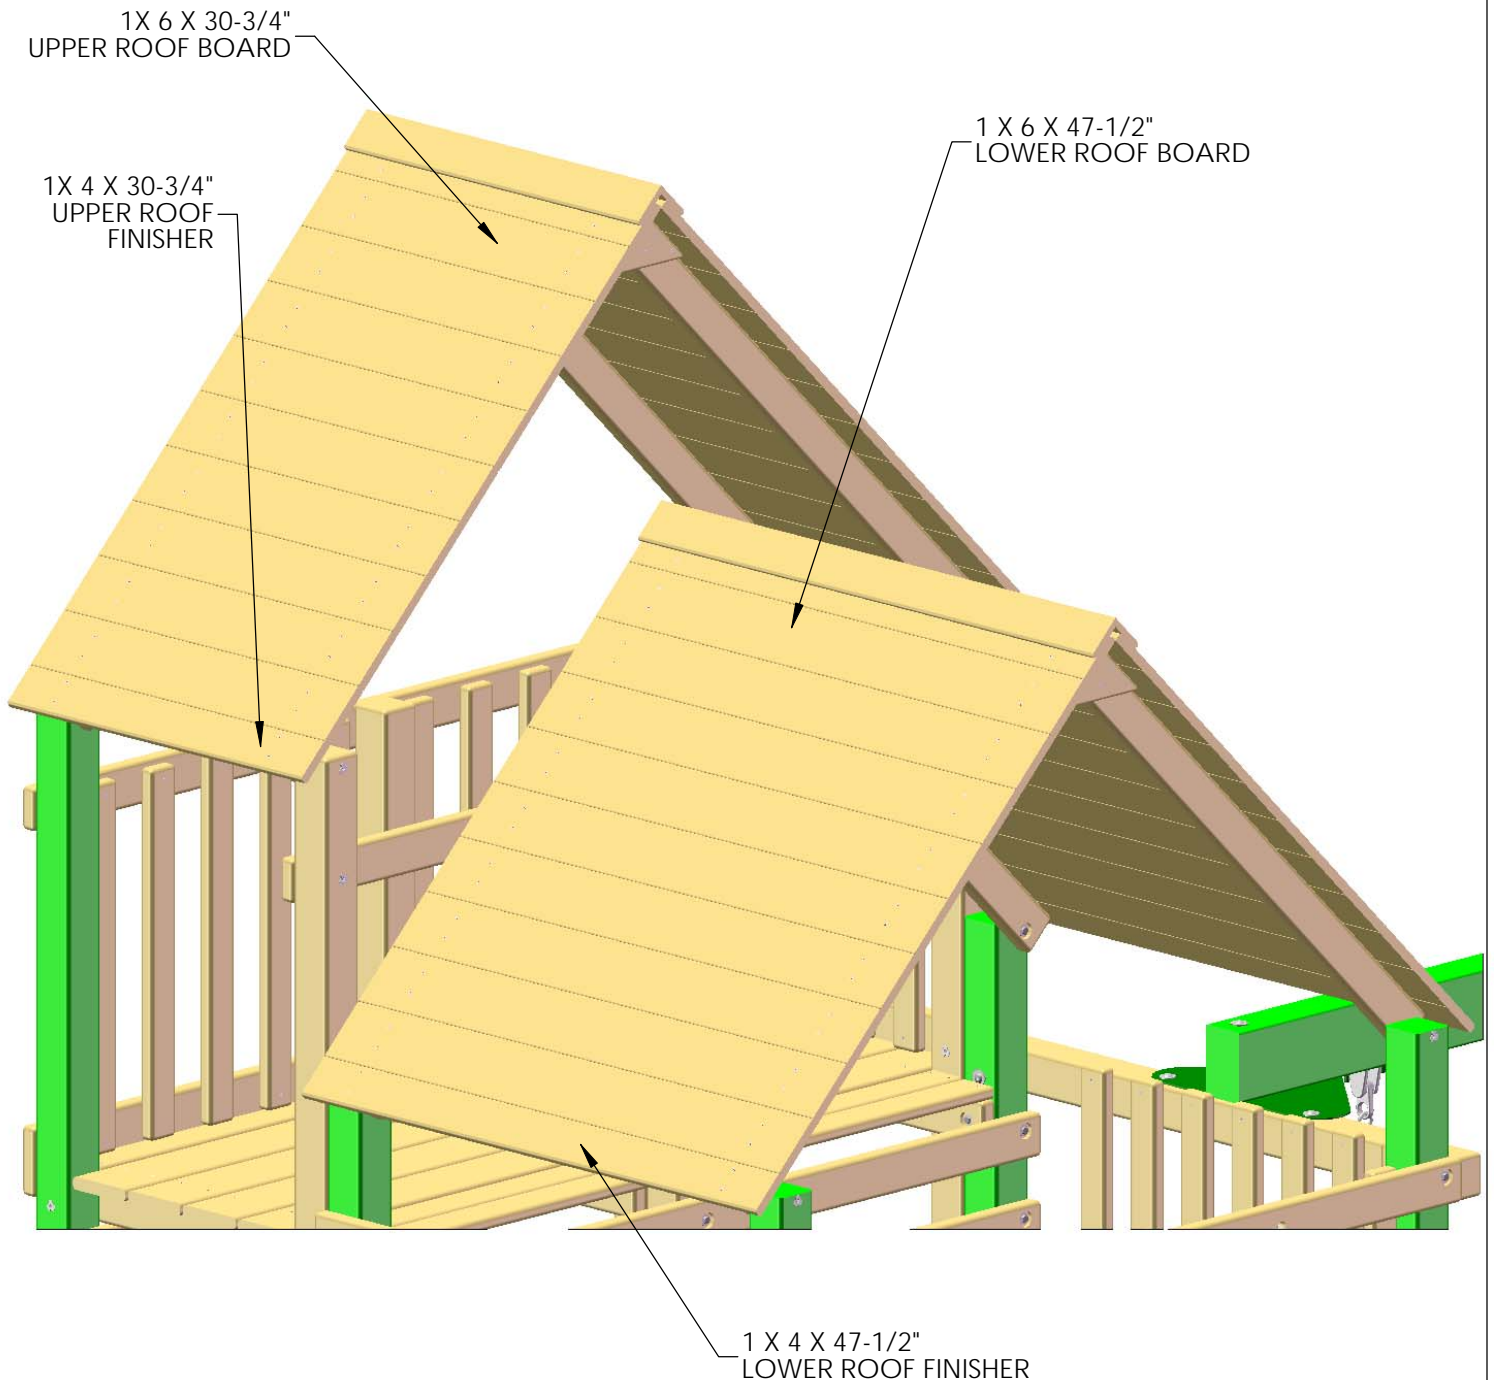 1X 6 X 30-3/4"
UPPER ROOF BOARD
1 X 6 X 47-1/2"
LOWER ROOF BOARD
1X 4 X 30-3/4"
UPPER ROOF
FINISHER
1 X 4 X 47-1/2"
LOWER ROOF FINISHER